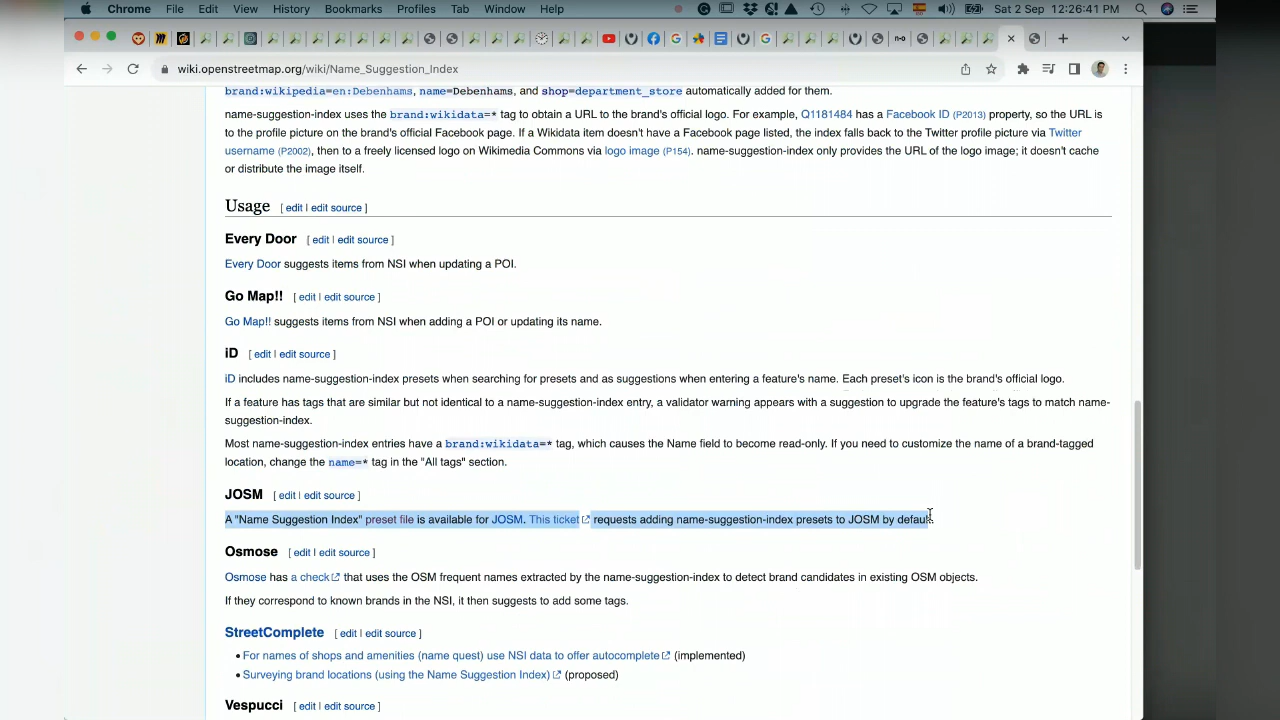 Chrome File Edit View History Bookmarks Profiles Tab Window Help Sat 2 Sep 12:26:41 PM
wiki.openstreetmap.org/wiki/Name_Suggestion_Index
brand:wikipedia=en:Debenhams, name=Debenhams, and shop=department_store automatically added for them.
name-suggestion-index uses the brand:wikidata=* tag to obtain a URL to the brand's official logo. For example, Q1181484 has a Facebook ID (P2013) property, so the URL is
to the profile picture on the brand's official Facebook page. If a Wikidata item doesn't have a Facebook page listed, the index falls back to the Twitter profile picture via Twitter
username (P2002), then to a freely licensed logo on Wikimedia Commons via logo image (P154). name-suggestion-index only provides the URL of the logo image; it doesn't cache
or distribute the image itself.
Usage [ edit | edit source ]
Every Door [ edit | edit source ]
Every Door suggests items from NSI when updating a POI.
Go Map!! [ edit | edit source ]
Go Map!! suggests items from NSI when adding a POI or updating its name.
iD [ edit | edit source ]
iD includes name-suggestion-index presets when searching for presets and as suggestions when entering a feature's name. Each preset's icon is the brand's official logo.
If a feature has tags that are similar but not identical to a name-suggestion-index entry, a validator warning appears with a suggestion to upgrade the feature's tags to match name-
suggestion-index.
Most name-suggestion-index entries have a brand:wikidata=* tag, which causes the Name field to become read-only. If you need to customize the name of a brand-tagged
location, change the name=* tag in the "All tags" section.
JOSM [ edit | edit source ]
A "Name Suggestion Index" preset file is available for JOSM. This ticket requests adding name-suggestion-index presets to JOSM by default.
Osmose [ edit | edit source ]
Osmose has a check that uses the OSM frequent names extracted by the name-suggestion-index to detect brand candidates in existing OSM objects.
If they correspond to known brands in the NSI, it then suggests to add some tags.
StreetComplete [ edit | edit source ]
• For names of shops and amenities (name quest) use NSI data to offer autocomplete (implemented)
• Surveying brand locations (using the Name Suggestion Index) (proposed)
Vespucci [ edit | edit source ]